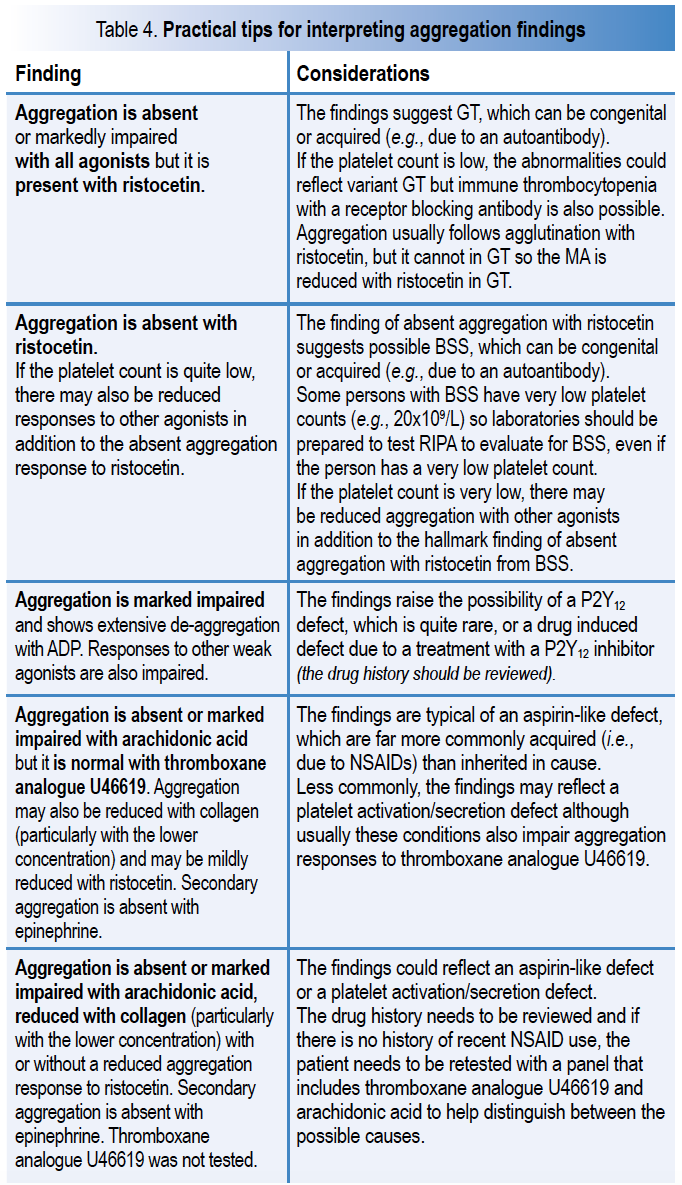 Table 4. Practical tips for interpreting aggregation findings
Finding
Considerations
Aggregation is absent
or markedly impaired
with all agonists but it is
present with ristocetin.
The findings suggest GT, which can be congenital
or acquired (e.g., due to an autoantibody).
If the platelet count is low, the abnormalities could
reflect variant GT but immune thrombocytopenia
with a receptor blocking antibody is also possible.
Aggregation usually follows agglutination with
ristocetin, but it cannot in GT so the MA is
reduced with ristocetin in GT.
Aggregation is absent with
ristocetin.
If the platelet count is quite low,
there may also be reduced
responses to other agonists in
addition to the absent aggregation
response to ristocetin.
The finding of absent aggregation with ristocetin
suggests possible BSS, which can be congenital
or acquired (e.g., due to an autoantibody).
Some persons with BSS have very low platelet
counts (e.g., 20x10⁹/L) so laboratories should be
prepared to test RIPA to evaluate for BSS, even if
the person has a very low platelet count.
If the platelet count is very low, there may
be reduced aggregation with other agonists
in addition to the hallmark finding of absent
aggregation with ristocetin from BSS.
Aggregation is marked impaired
and shows extensive de-aggregation
with ADP. Responses to other weak
agonists are also impaired.
The findings raise the possibility of a P2Y₁₂
defect, which is quite rare, or a drug induced
defect due to a treatment with a P2Y₁₂ inhibitor
(the drug history should be reviewed).
Aggregation is absent or marked
impaired with arachidonic acid
but it is normal with thromboxane
analogue U46619. Aggregation
may also be reduced with collagen
(particularly with the lower
concentration) and may be mildly
reduced with ristocetin. Secondary
aggregation is absent with
epinephrine.
The findings are typical of an aspirin-like defect,
which are far more commonly acquired (i.e.,
due to NSAIDs) than inherited in cause.
Less commonly, the findings may reflect a
platelet activation/secretion defect although
usually these conditions also impair aggregation
responses to thromboxane analogue U46619.
Aggregation is absent or marked
impaired with arachidonic acid,
reduced with collagen (particularly
with the lower concentration) with
or without a reduced aggregation
response to ristocetin. Secondary
aggregation is absent with
epinephrine. Thromboxane
analogue U46619 was not tested.
The findings could reflect an aspirin-like defect
or a platelet activation/secretion defect.
The drug history needs to be reviewed and if
there is no history of recent NSAID use, the
patient needs to be retested with a panel that
includes thromboxane analogue U46619 and
arachidonic acid to help distinguish between the
possible causes.